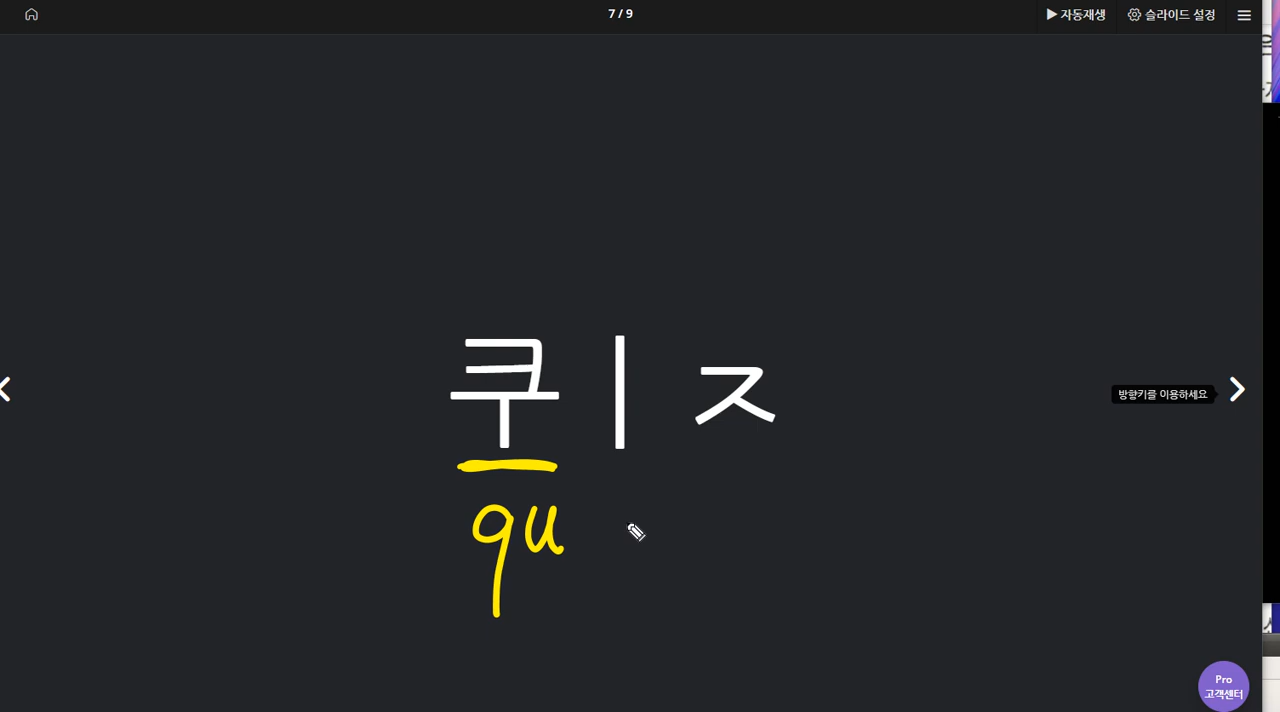 7 / 9
▶ 자동재생
슬라이드 설정
쿠 ㅣ ㅈ
방향키를 이용하세요
qu
Pro
고객센터